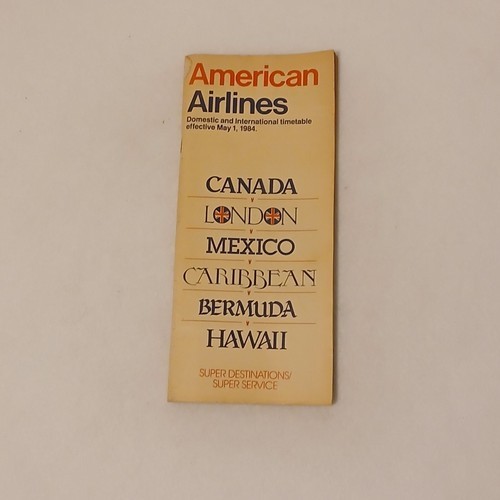 American
Airlines
Domestic and international timetable
effective May 1, 1984.
CANADA
LONDON
MEXICO
CARIBBEAN
BERMUDA
HAWAII
SUPER DESTINATIONS/
SUPER SERVICE